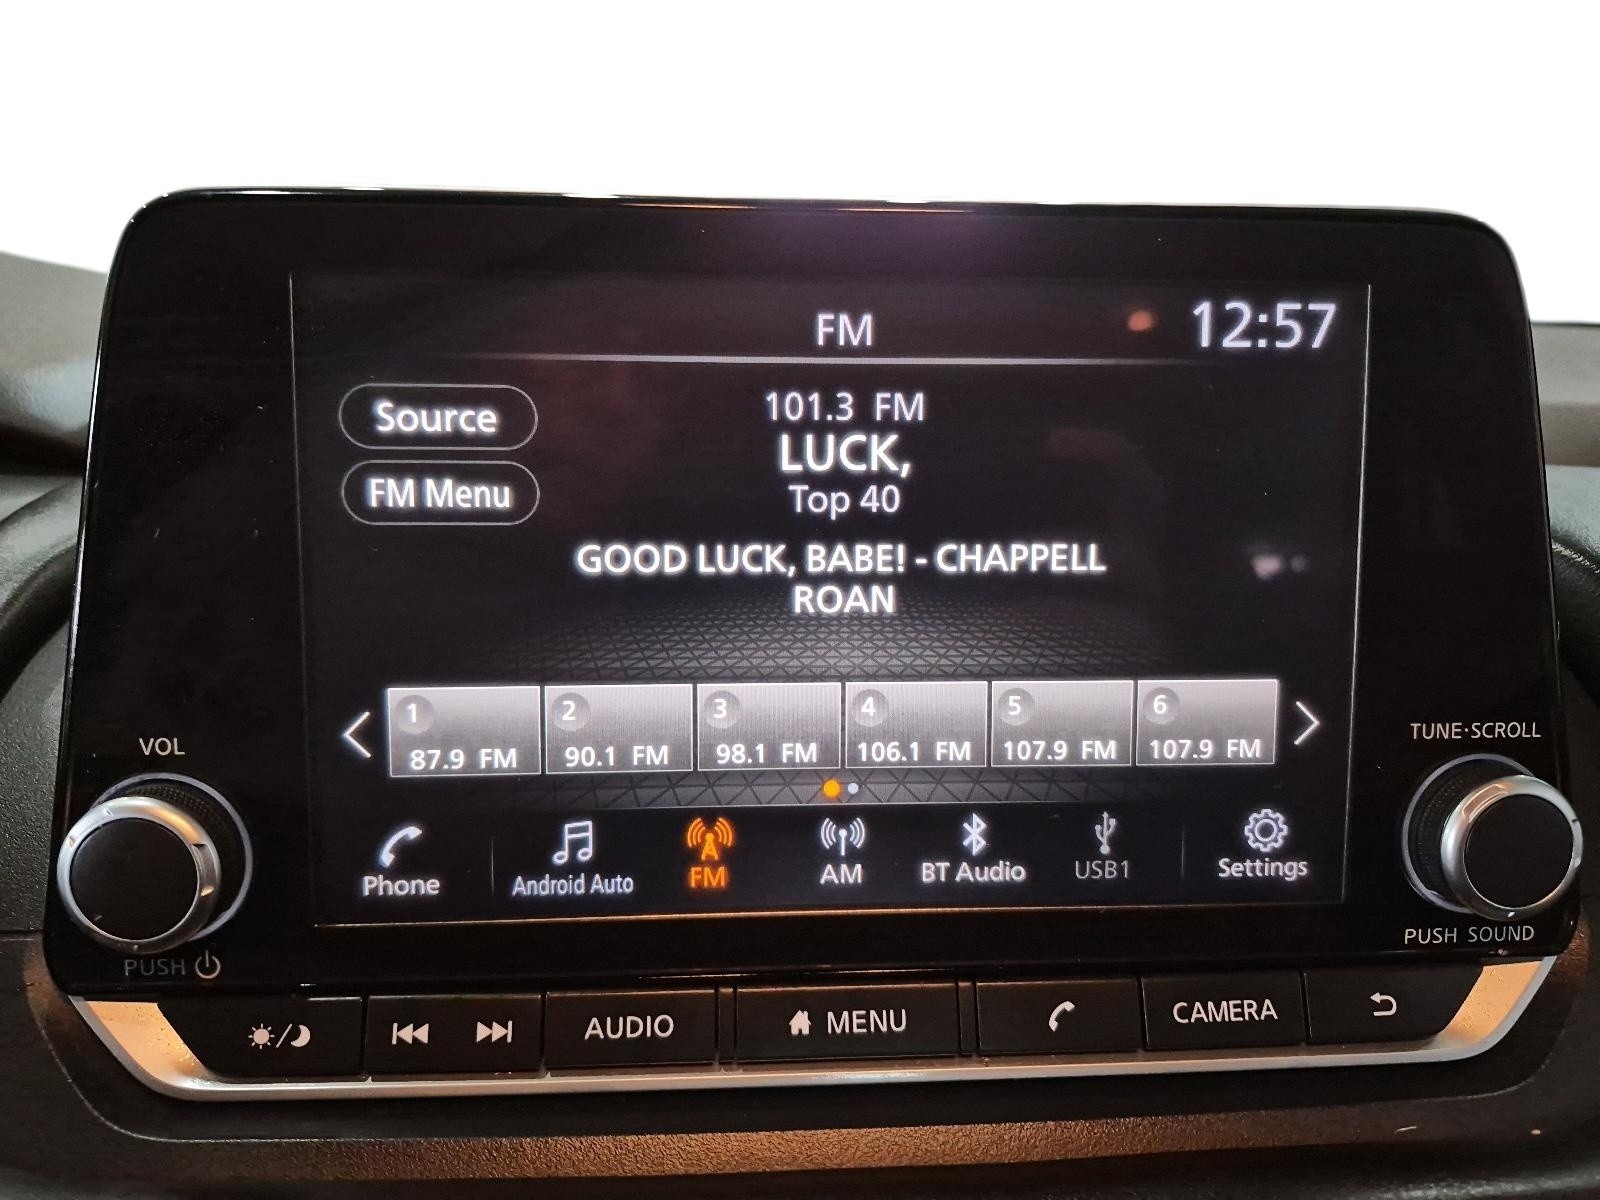 FM
12:57
Source
101.3 FM
LUCK,
FM Menu
Top 40
GOOD LUCK, BABE! - CHAPPELL
ROAN
1 2 3 4 5 6
87.9 FM 90.1 FM 98.1 FM 106.1 FM 107.9 FM 107.9 FM
VOL
TUNE·SCROLL
Phone Android Auto FM AM BT Audio USB1 Settings
PUSH
PUSH SOUND
AUDIO MENU CAMERA